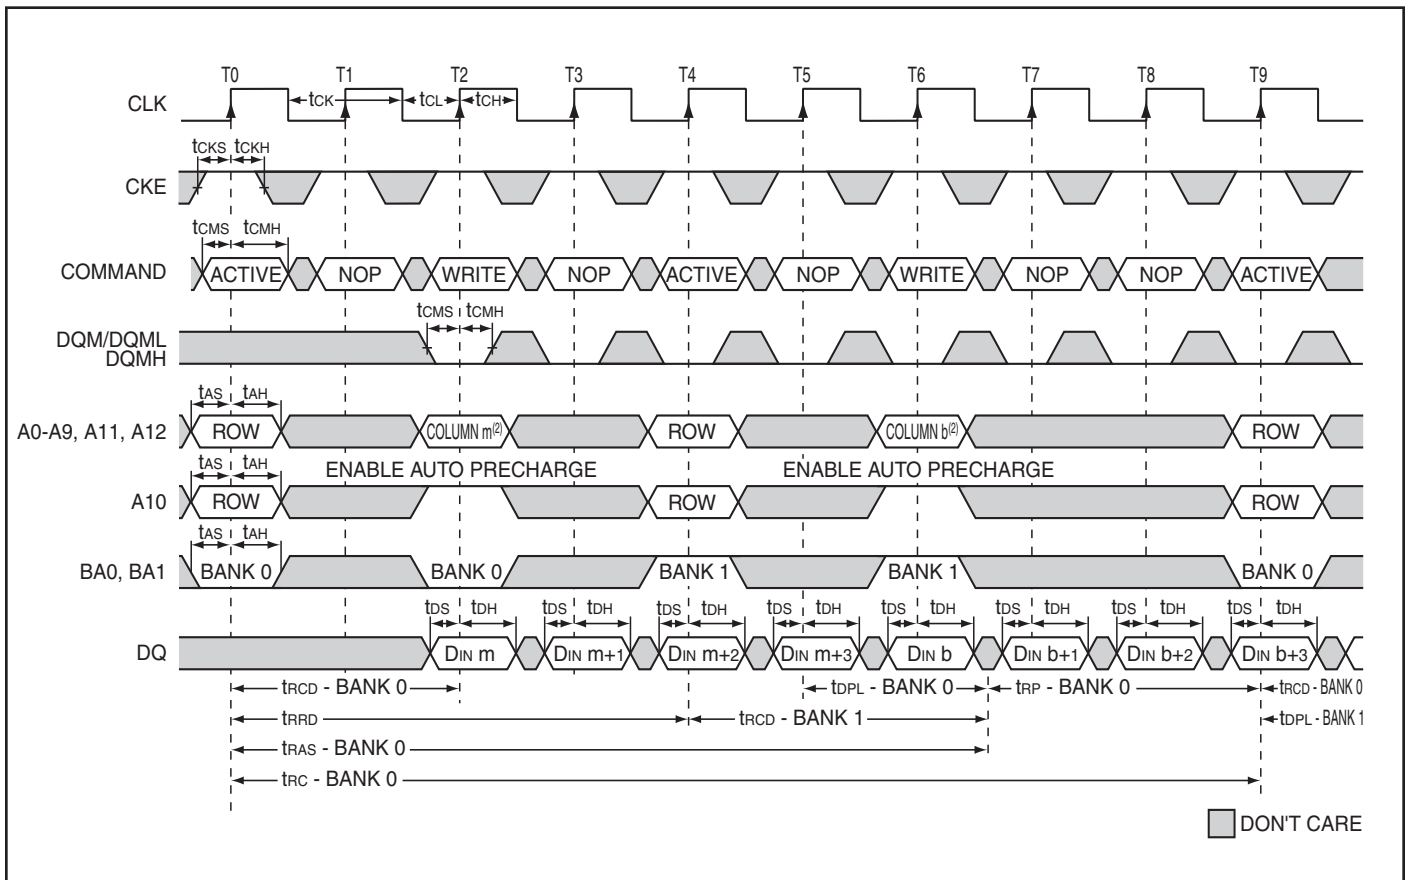 T0 T1 T2 T3 T4 T5 T6 T7 T8 T9
CLK tCK tCL tCH
tCKS tCKH
CKE
tCMS tCMH
COMMAND ACTIVE NOP WRITE NOP ACTIVE NOP WRITE NOP NOP ACTIVE
tCMS tCMH
DQM/DQML
DQMH
tAS tAH
A0-A9, A11, A12 ROW COLUMN m(2) ROW COLUMN b(2) ROW
tAS tAH ENABLE AUTO PRECHARGE ENABLE AUTO PRECHARGE
A10 ROW ROW ROW
tAS tAH
BA0, BA1 BANK 0 BANK 0 BANK 1 BANK 1 BANK 0
tDS tDH tDS tDH tDS tDH tDS tDH tDS tDH tDS tDH tDS tDH tDS tDH
DQ DIN m DIN m+1 DIN m+2 DIN m+3 DIN b DIN b+1 DIN b+2 DIN b+3
tRCD - BANK 0 tDPL - BANK 0 tRP - BANK 0 tRCD - BANK 0
tRRD tRCD - BANK 1 tDPL - BANK 1
tRAS - BANK 0
tRC - BANK 0
DON'T CARE